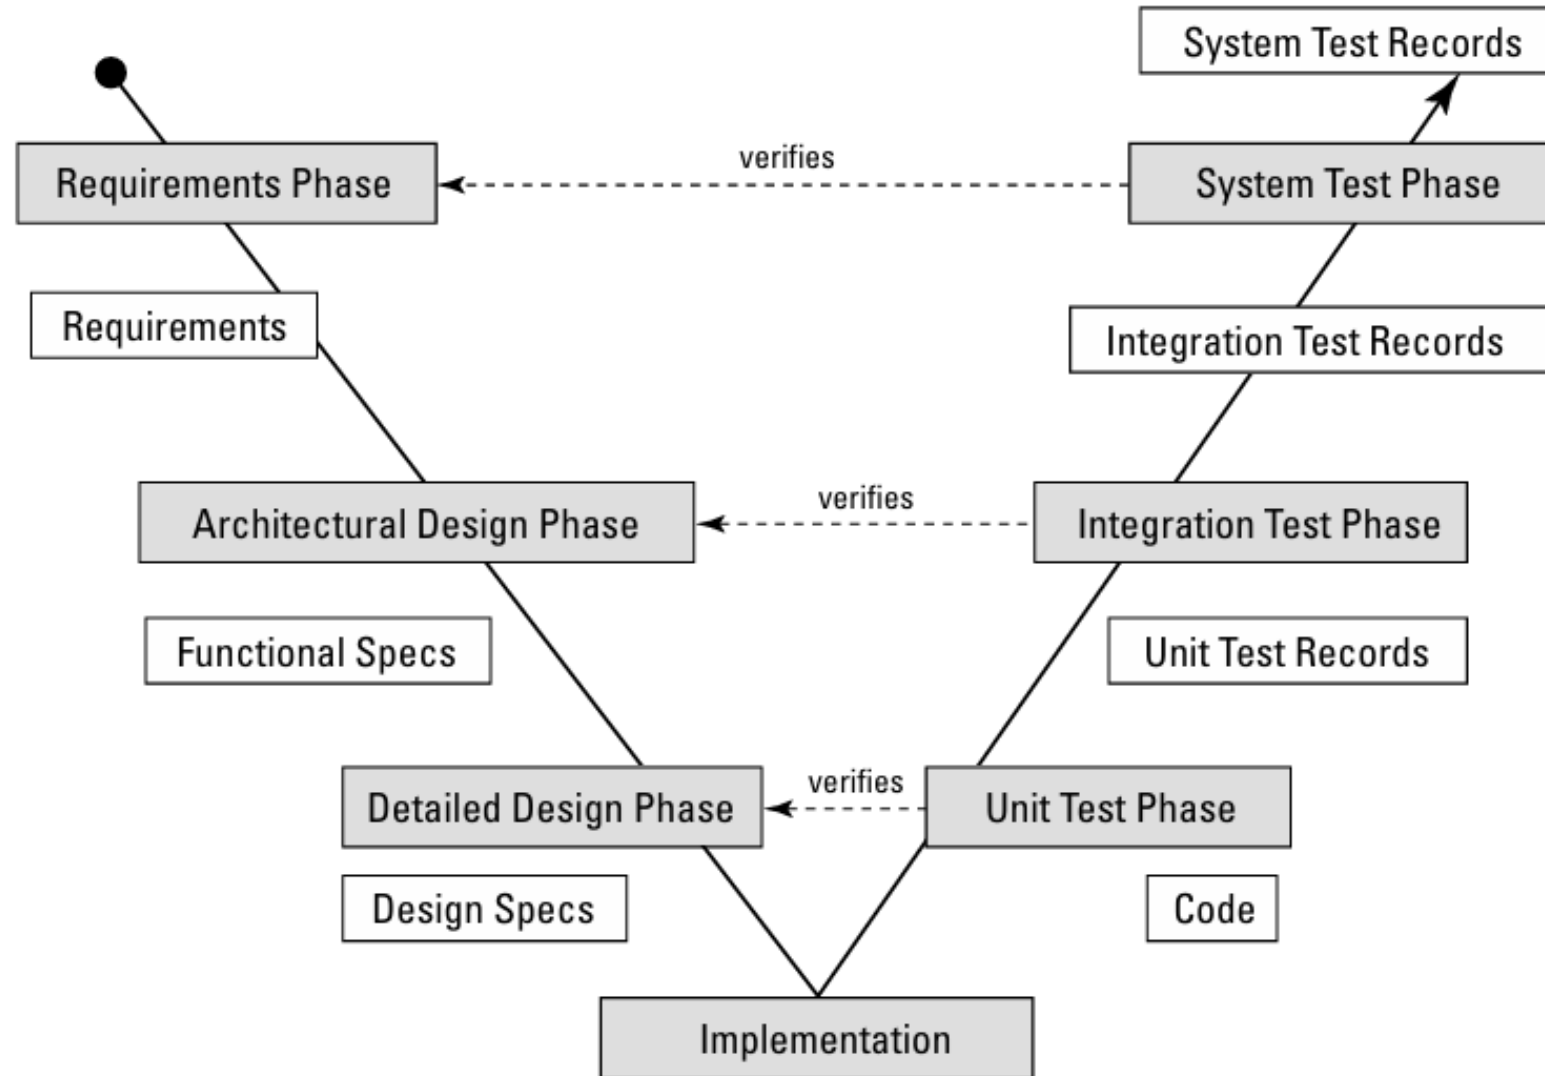 System Test Records
verifies
Requirements Phase
System Test Phase
Requirements
Integration Test Records
verifies
Architectural Design Phase
Integration Test Phase
Functional Specs
Unit Test Records
verifies
Detailed Design Phase
Unit Test Phase
Design Specs
Code
Implementation